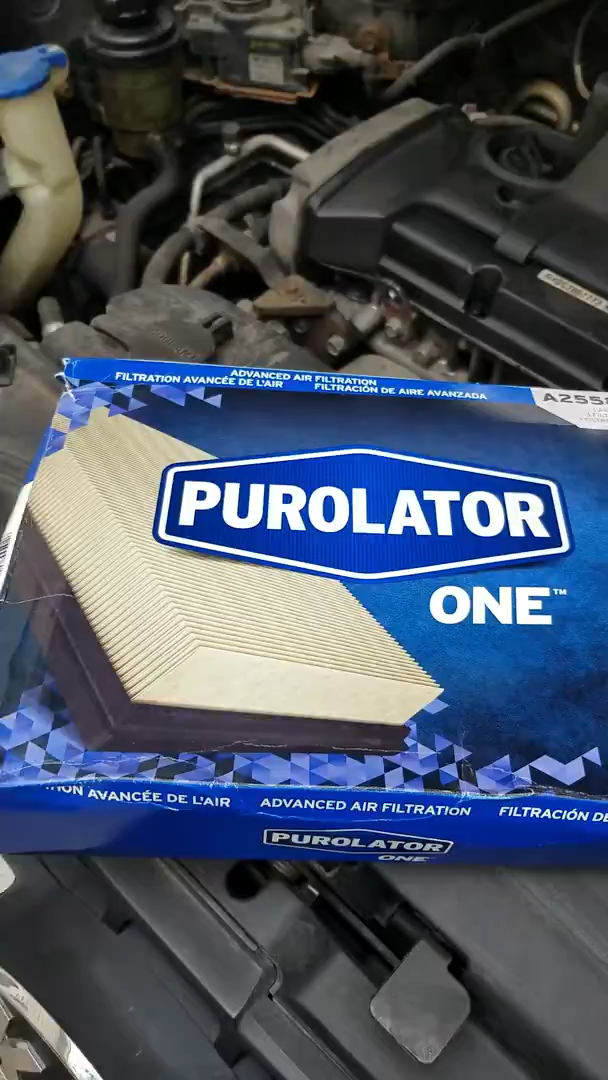 ADVANCED AIR FILTRATION
FILTRATION AVANCÉE DE L'AIR FILTRACIÓN DE AIRE AVANZADA
PUROLATOR
ONE™
AVANCÉE DE L'AIR ADVANCED AIR FILTRATION FILTRACIÓN
PUROLATOR
ONE™